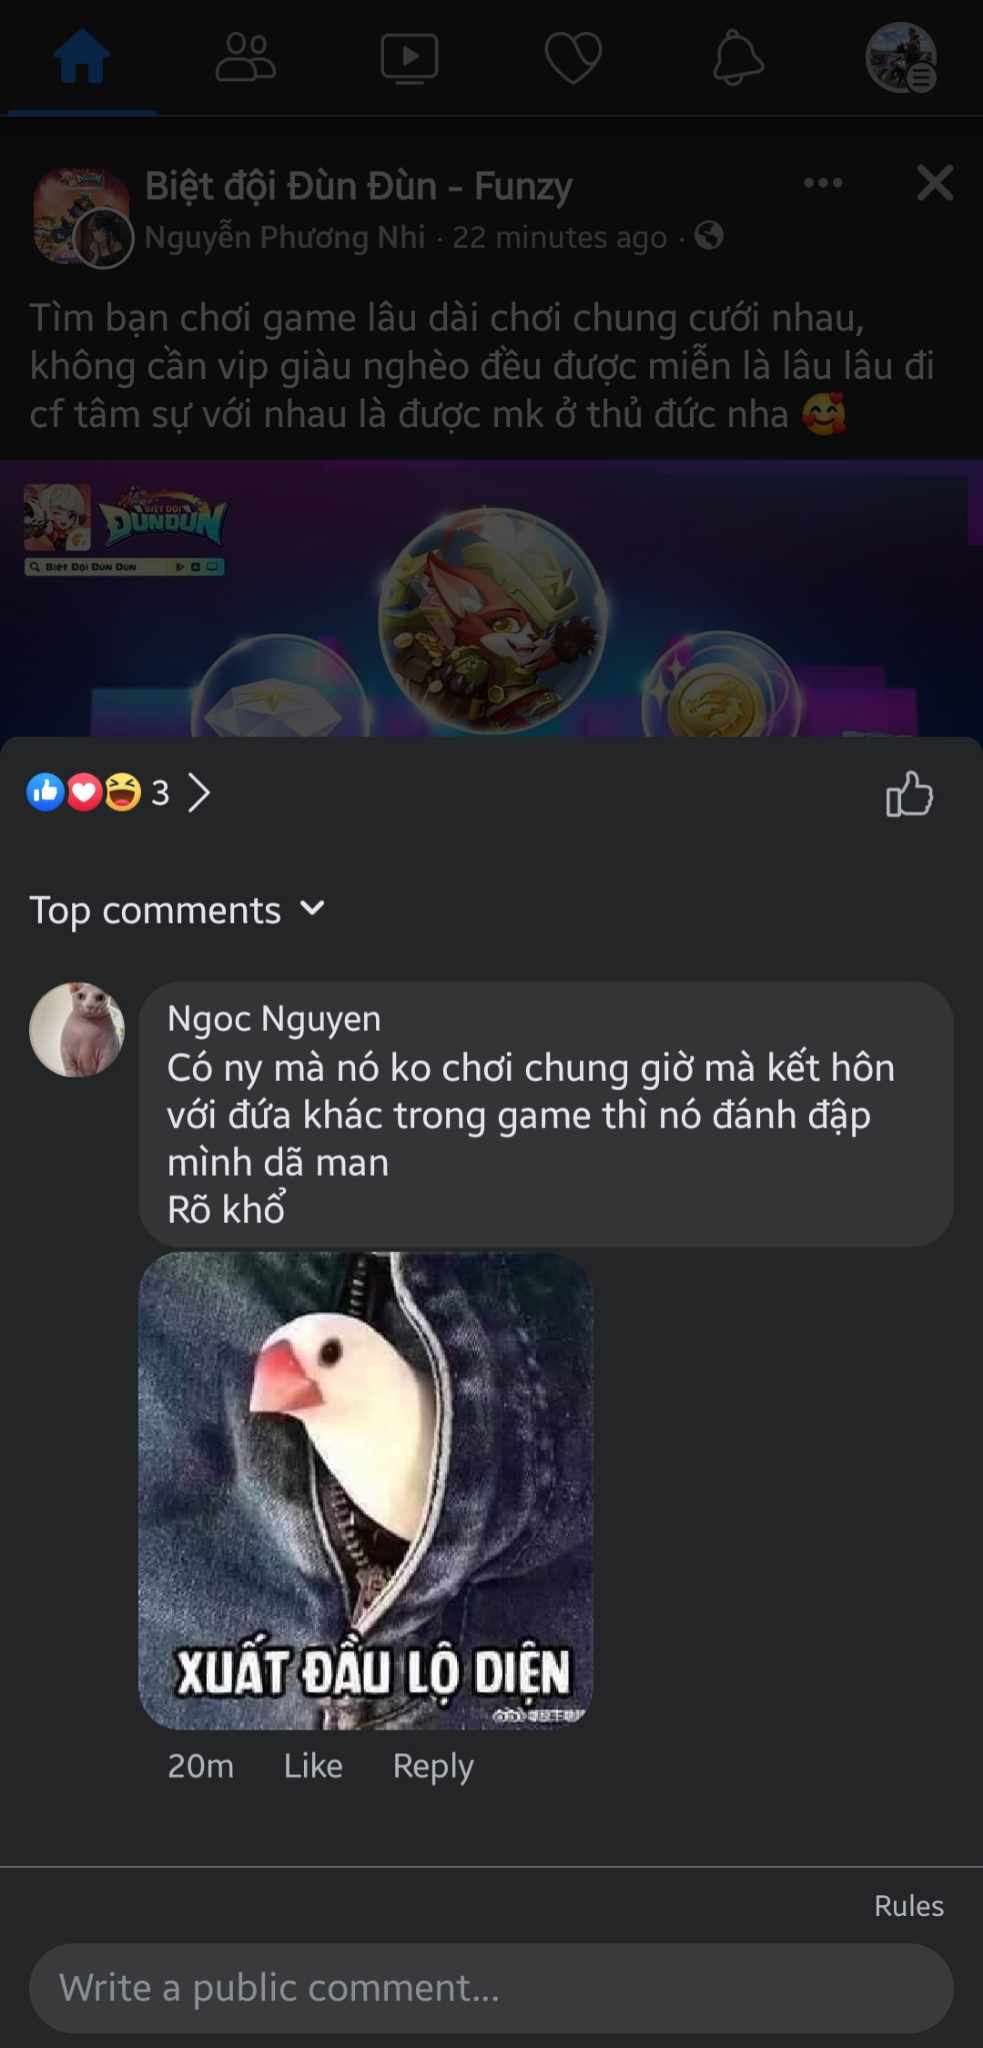 Biệt đội Đùn Đùn - Funzy
Nguyễn Phương Nhi · 22 minutes ago ·
Tìm bạn chơi game lâu dài chơi chung cưới nhau,
không cần vip giàu nghèo đều được miễn là lâu lâu đi
cf tâm sự với nhau là được mk ở thủ đức nha 🥰
BIỆT ĐỘI
ĐÙNĐÙN
Biệt Đội Đùn Đùn
3
Top comments
Ngoc Nguyen
Có ny mà nó ko chơi chung giờ mà kết hôn
với đứa khác trong game thì nó đánh đập
mình dã man
Rõ khổ
XUẤT ĐẦU LỘ DIỆN
20m Like Reply
Rules
Write a public comment...